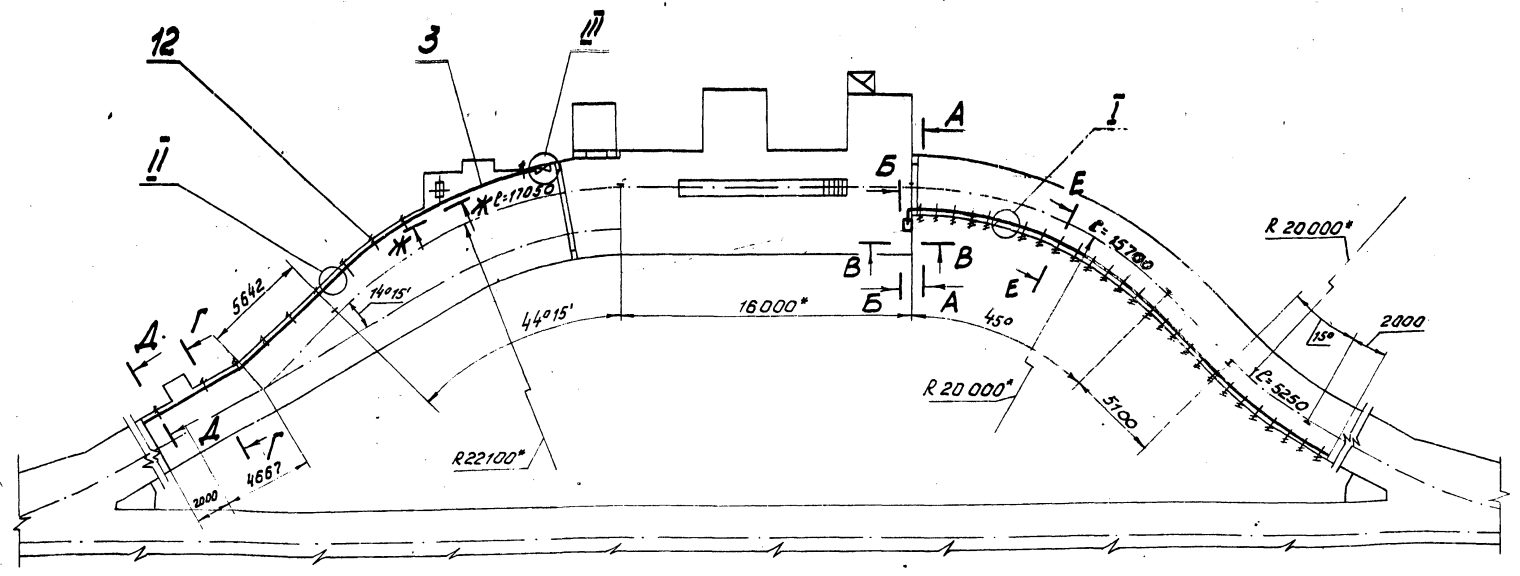 12
3
III
II
I
А
Б
Е
Ж
ℓ=17050
Ж
ℓ=15700
R 20000*
5642
14°15'
В
В
Е
Б
А
44°15'
16000*
45°
15°
2000
Д
Г
R 20000*
ℓ=5250
5100
Д
Г
R22100*
4667
2000